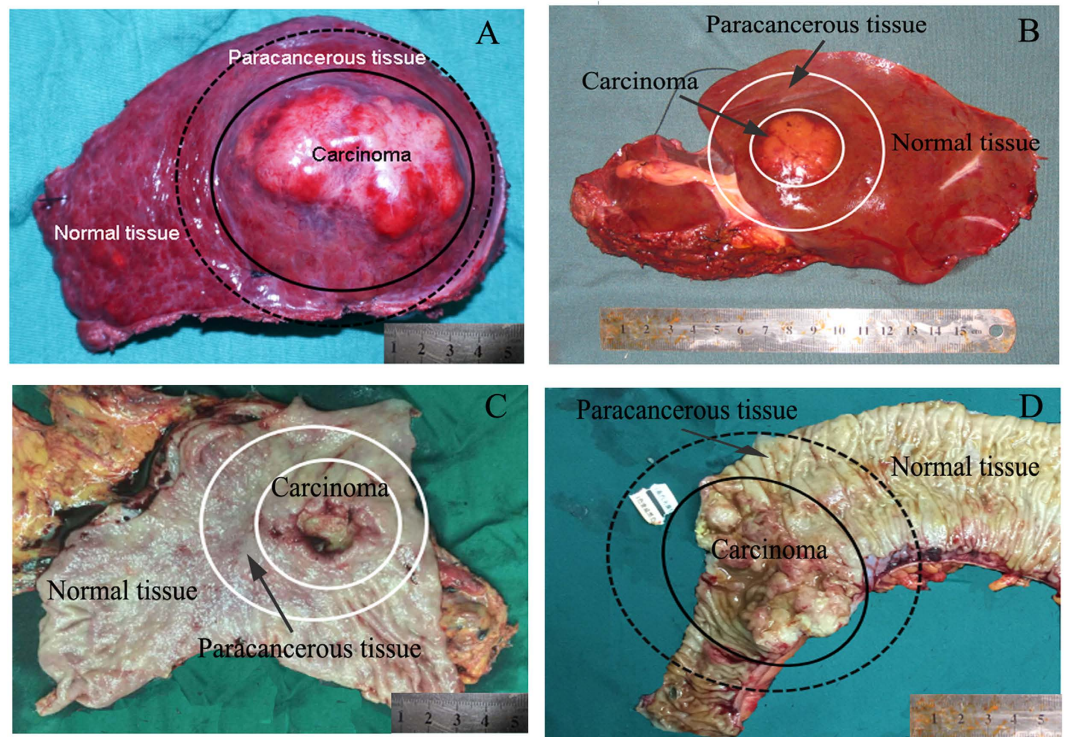 A
Paracancerous tissue
Carcinoma
Normal tissue
1 2 3 4 5
Paracancerous tissue
B
Carcinoma
Normal tissue
1 2 3 4 5 6 7 8 9 10 11 12 13 14 15
C
Carcinoma
Normal tissue
Paracancerous tissue
1 2 3 4 5
Paracancerous tissue
D
Normal tissue
Carcinoma
1 2 3 4 5